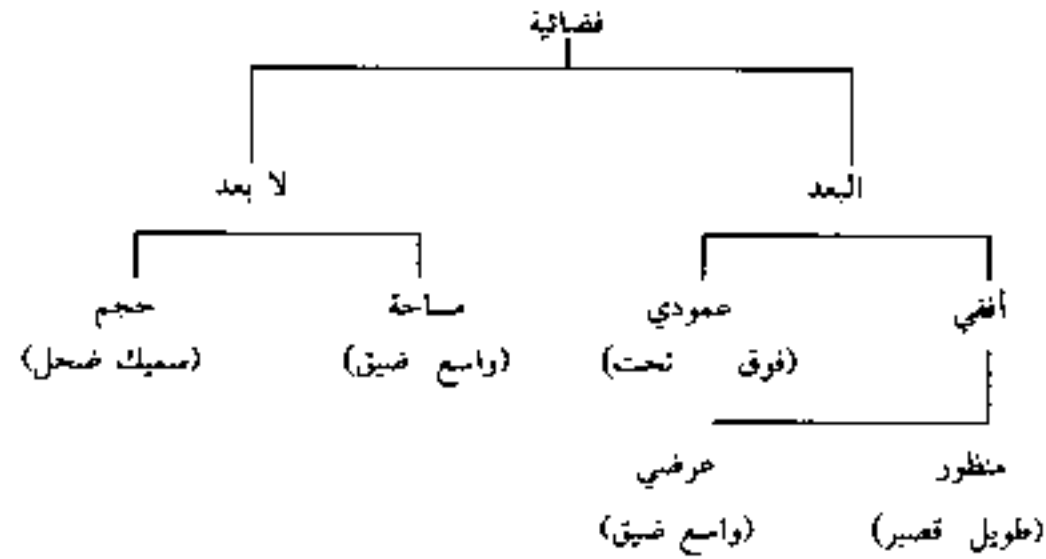 فضائية
البعد لا بعد
أفقي عمودي مساحة حجم
(فوق تحت) (واسع ضيق) (سميك ضحل)
منظور عرضي
(طويل قصير) (واسع ضيق)